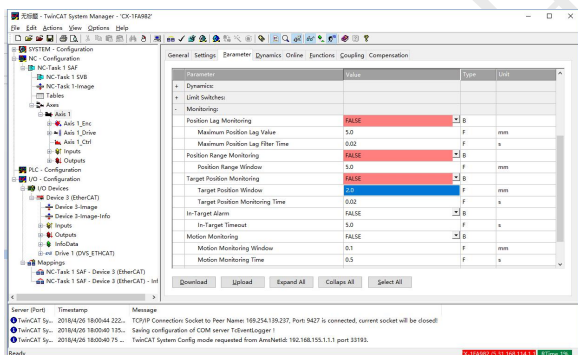 无标题 - TwinCAT System Manager - 'CX-1FA982'
File Edit Actions View Options Help
SYSTEM - Configuration
NC - Configuration
NC-Task 1 SAF
NC-Task 1 SVB
NC-Task 1-Image
Tables
Axes
Axis 1
Axis 1_Enc
Axis 1_Drive
Axis 1_Ctrl
Inputs
Outputs
PLC - Configuration
I/O - Configuration
I/O Devices
Device 3 (EtherCAT)
Device 3-Image
Device 3-Image-Info
Inputs
Outputs
InfoData
Drive 1 (DVS_ETHCAT)
Mappings
NC-Task 1 SAF - Device 3 (EtherCAT)
NC-Task 1 SAF - Device 3 (EtherCAT) - Inf
General Settings Parameter Dynamics Online Functions Coupling Compensation
Parameter Value Type Unit
+ Dynamics:
+ Limit Switches:
- Monitoring:
Position Lag Monitoring FALSE B
Maximum Position Lag Value 5.0 F mm
Maximum Position Lag Filter Time 0.02 F s
Position Range Monitoring FALSE B
Position Range Window 5.0 F mm
Target Position Monitoring FALSE B
Target Position Window 2.0 F mm
Target Position Monitoring Time 0.02 F s
In-Target Alarm FALSE B
In-Target Timeout 5.0 F s
Motion Monitoring FALSE B
Motion Monitoring Window 0.1 F mm
Motion Monitoring Time 0.5 F s
Download Upload Expand All Collaps All Select All
Server (Port) Timestamp Message
TwinCAT Sy... 2018/4/26 18:00:44 222... TCP/IP Connection: Socket to Peer Name: 169.254.139.237, Port: 9427 is connected, current socket will be closed!
TwinCAT Sy... 2018/4/26 18:00:40 135... Saving configuration of COM server TcEventLogger !
TwinCAT Sy... 2018/4/26 18:00:40 75 ... TwinCAT System Config mode requested from AmsNetId: 192.168.155.1.1.1 port 33193.
Ready